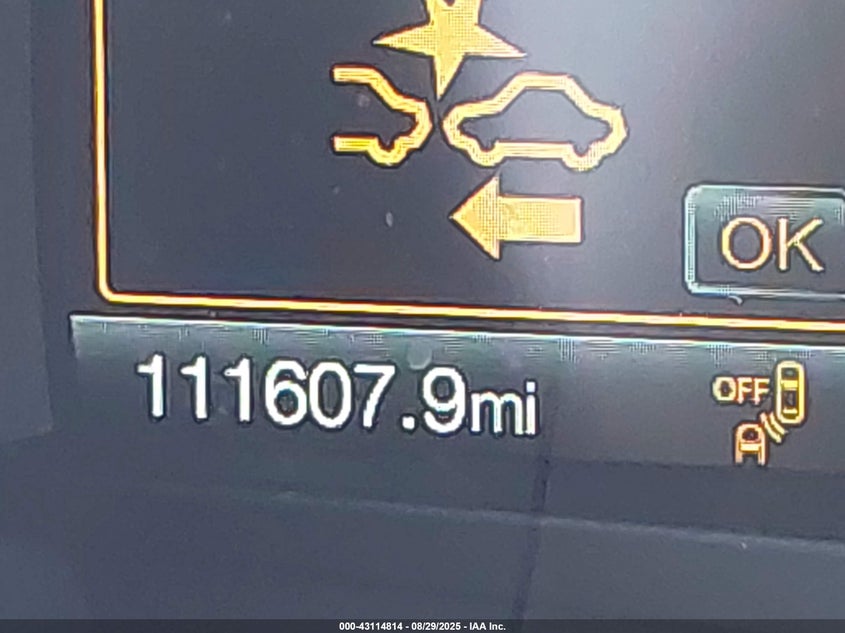 OK
111607.9mi
OFF
000-43114814 - 08/29/2025 - IAA Inc.